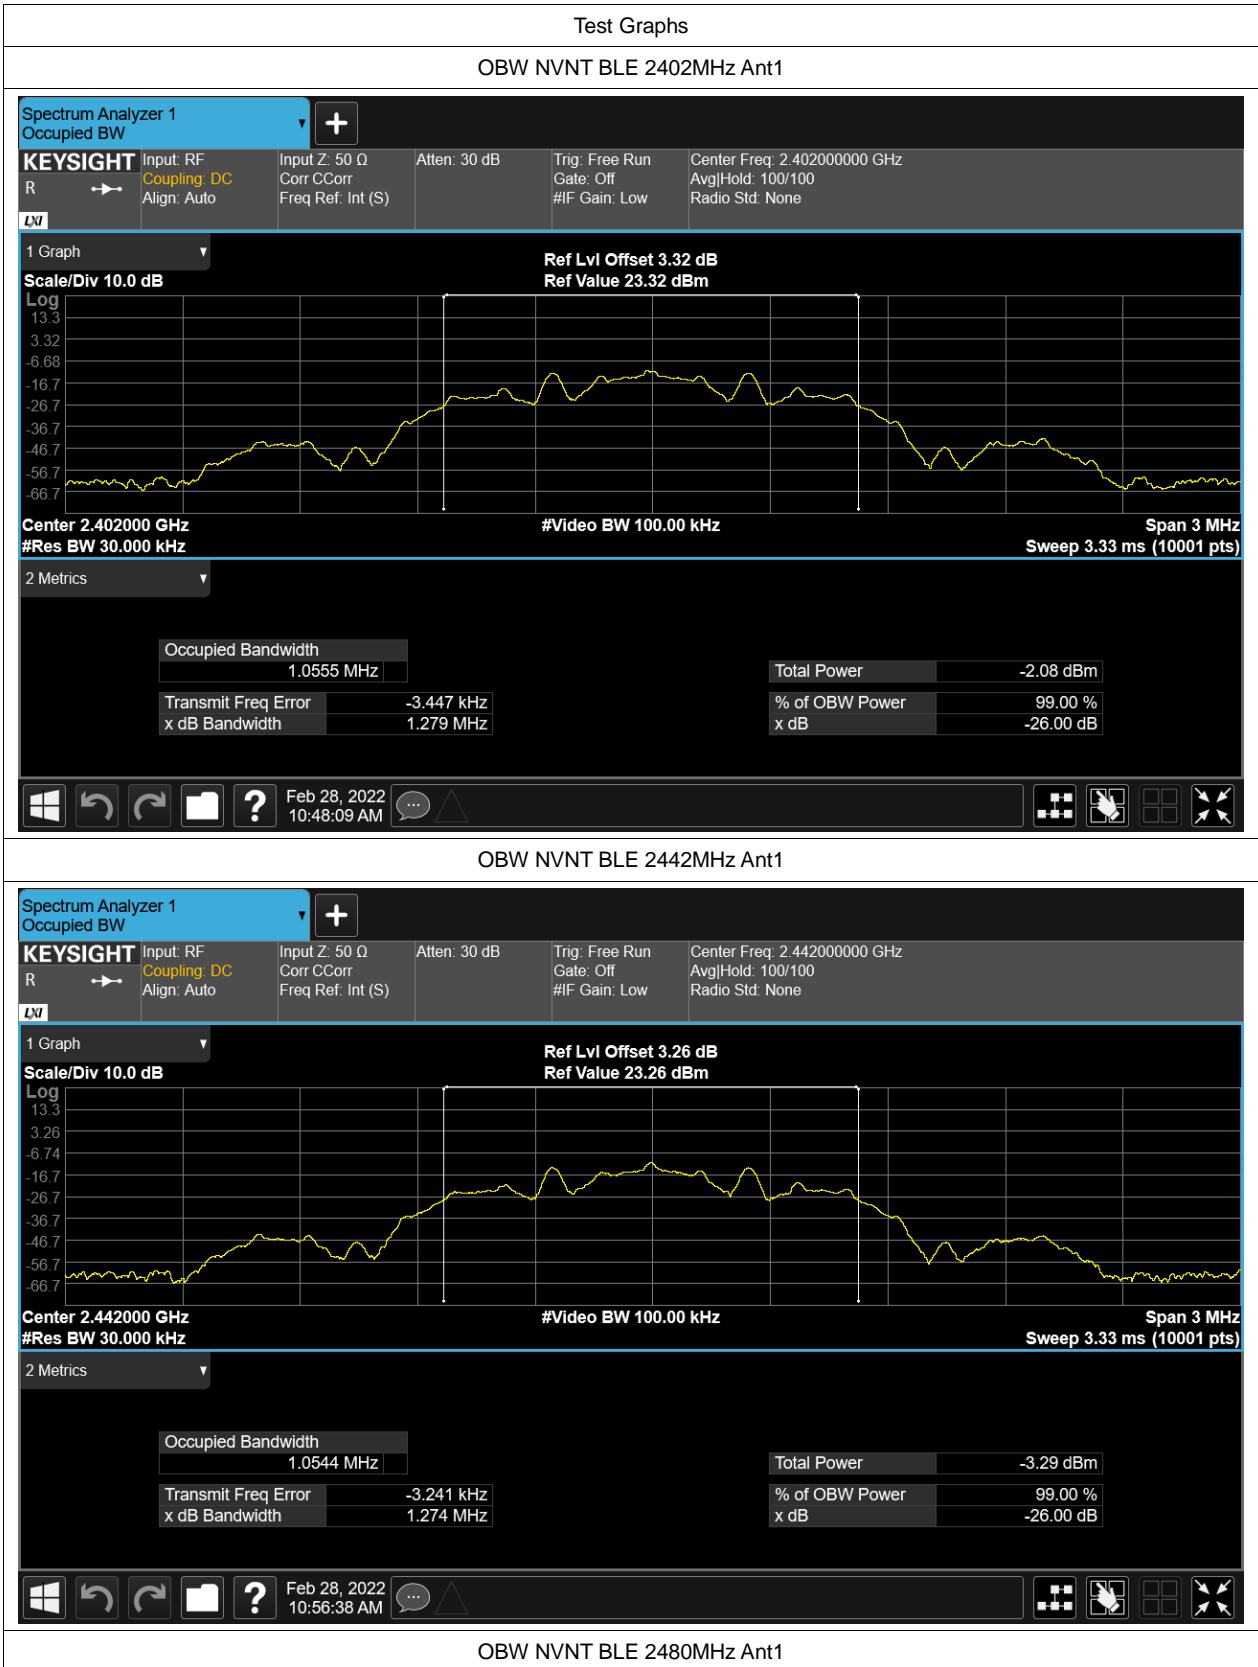 Test Graphs
OBW NVNT BLE 2402MHz Ant1
Spectrum Analyzer 1
Occupied BW
KEYSIGHT
R
LXI
Input: RF
Coupling: DC
Align: Auto
Input Z: 50 Ω
Corr CCorr
Freq Ref: Int (S)
Atten: 30 dB
Trig: Free Run
Gate: Off
#IF Gain: Low
Center Freq: 2.402000000 GHz
Avg|Hold: 100/100
Radio Std: None
1 Graph
Scale/Div 10.0 dB
Ref Lvl Offset 3.32 dB
Ref Value 23.32 dBm
Log
13.3
3.32
-6.68
-16.7
-26.7
-36.7
-46.7
-56.7
-66.7
Center 2.402000 GHz
#Res BW 30.000 kHz
#Video BW 100.00 kHz
Span 3 MHz
Sweep 3.33 ms (10001 pts)
2 Metrics
Occupied Bandwidth
1.0555 MHz
Transmit Freq Error -3.447 kHz
x dB Bandwidth 1.279 MHz
Total Power -2.08 dBm
% of OBW Power 99.00 %
x dB -26.00 dB
?
Feb 28, 2022
10:48:09 AM
OBW NVNT BLE 2442MHz Ant1
Spectrum Analyzer 1
Occupied BW
KEYSIGHT
R
LXI
Input: RF
Coupling: DC
Align: Auto
Input Z: 50 Ω
Corr CCorr
Freq Ref: Int (S)
Atten: 30 dB
Trig: Free Run
Gate: Off
#IF Gain: Low
Center Freq: 2.442000000 GHz
Avg|Hold: 100/100
Radio Std: None
1 Graph
Scale/Div 10.0 dB
Ref Lvl Offset 3.26 dB
Ref Value 23.26 dBm
Log
13.3
3.26
-6.74
-16.7
-26.7
-36.7
-46.7
-56.7
-66.7
Center 2.442000 GHz
#Res BW 30.000 kHz
#Video BW 100.00 kHz
Span 3 MHz
Sweep 3.33 ms (10001 pts)
2 Metrics
Occupied Bandwidth
1.0544 MHz
Transmit Freq Error -3.241 kHz
x dB Bandwidth 1.274 MHz
Total Power -3.29 dBm
% of OBW Power 99.00 %
x dB -26.00 dB
?
Feb 28, 2022
10:56:38 AM
OBW NVNT BLE 2480MHz Ant1